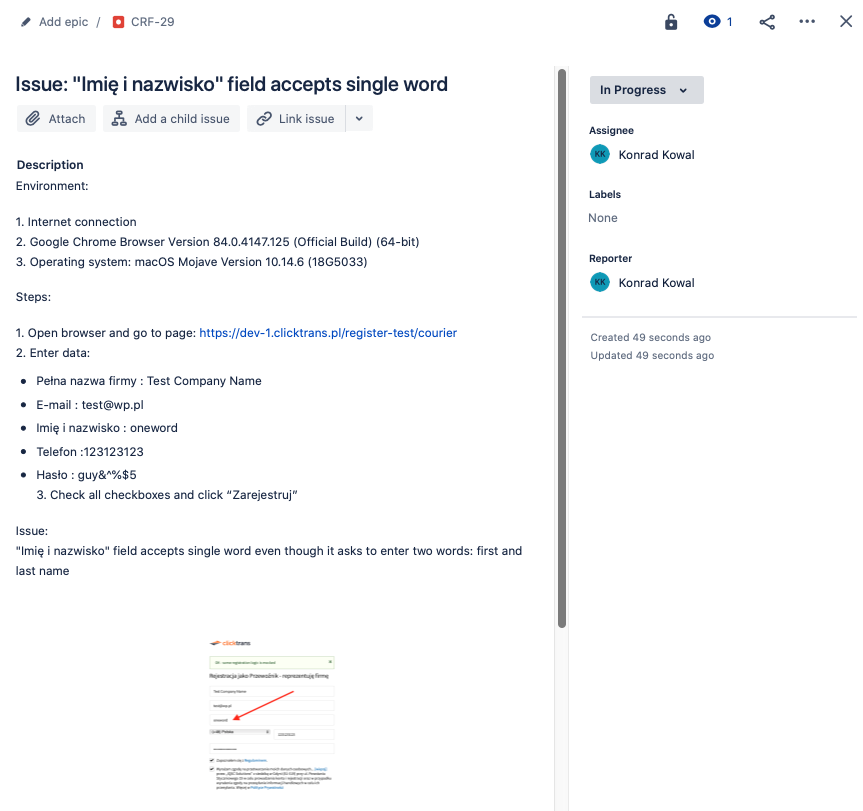 Add epic / CRF-29
1
Issue: "Imię i nazwisko" field accepts single word
Attach
Add a child issue
Link issue
Description
Environment:
1. Internet connection
2. Google Chrome Browser Version 84.0.4147.125 (Official Build) (64-bit)
3. Operating system: macOS Mojave Version 10.14.6 (18G5033)
Steps:
1. Open browser and go to page: https://dev-1.clicktrans.pl/register-test/courier
2. Enter data:
• Pełna nazwa firmy : Test Company Name
• E-mail : test@wp.pl
• Imię i nazwisko : oneword
• Telefon :123123123
• Hasło : guy&^%$5
3. Check all checkboxes and click “Zarejestruj”
Issue:
"Imię i nazwisko" field accepts single word even though it asks to enter two words: first and
last name
clicktrans
Rejestracja jako Przewoźnik - reprezentuję firmę
Test Company Name
test@wp.pl
oneword
In Progress
Assignee
KK Konrad Kowal
Labels
None
Reporter
KK Konrad Kowal
Created 49 seconds ago
Updated 49 seconds ago